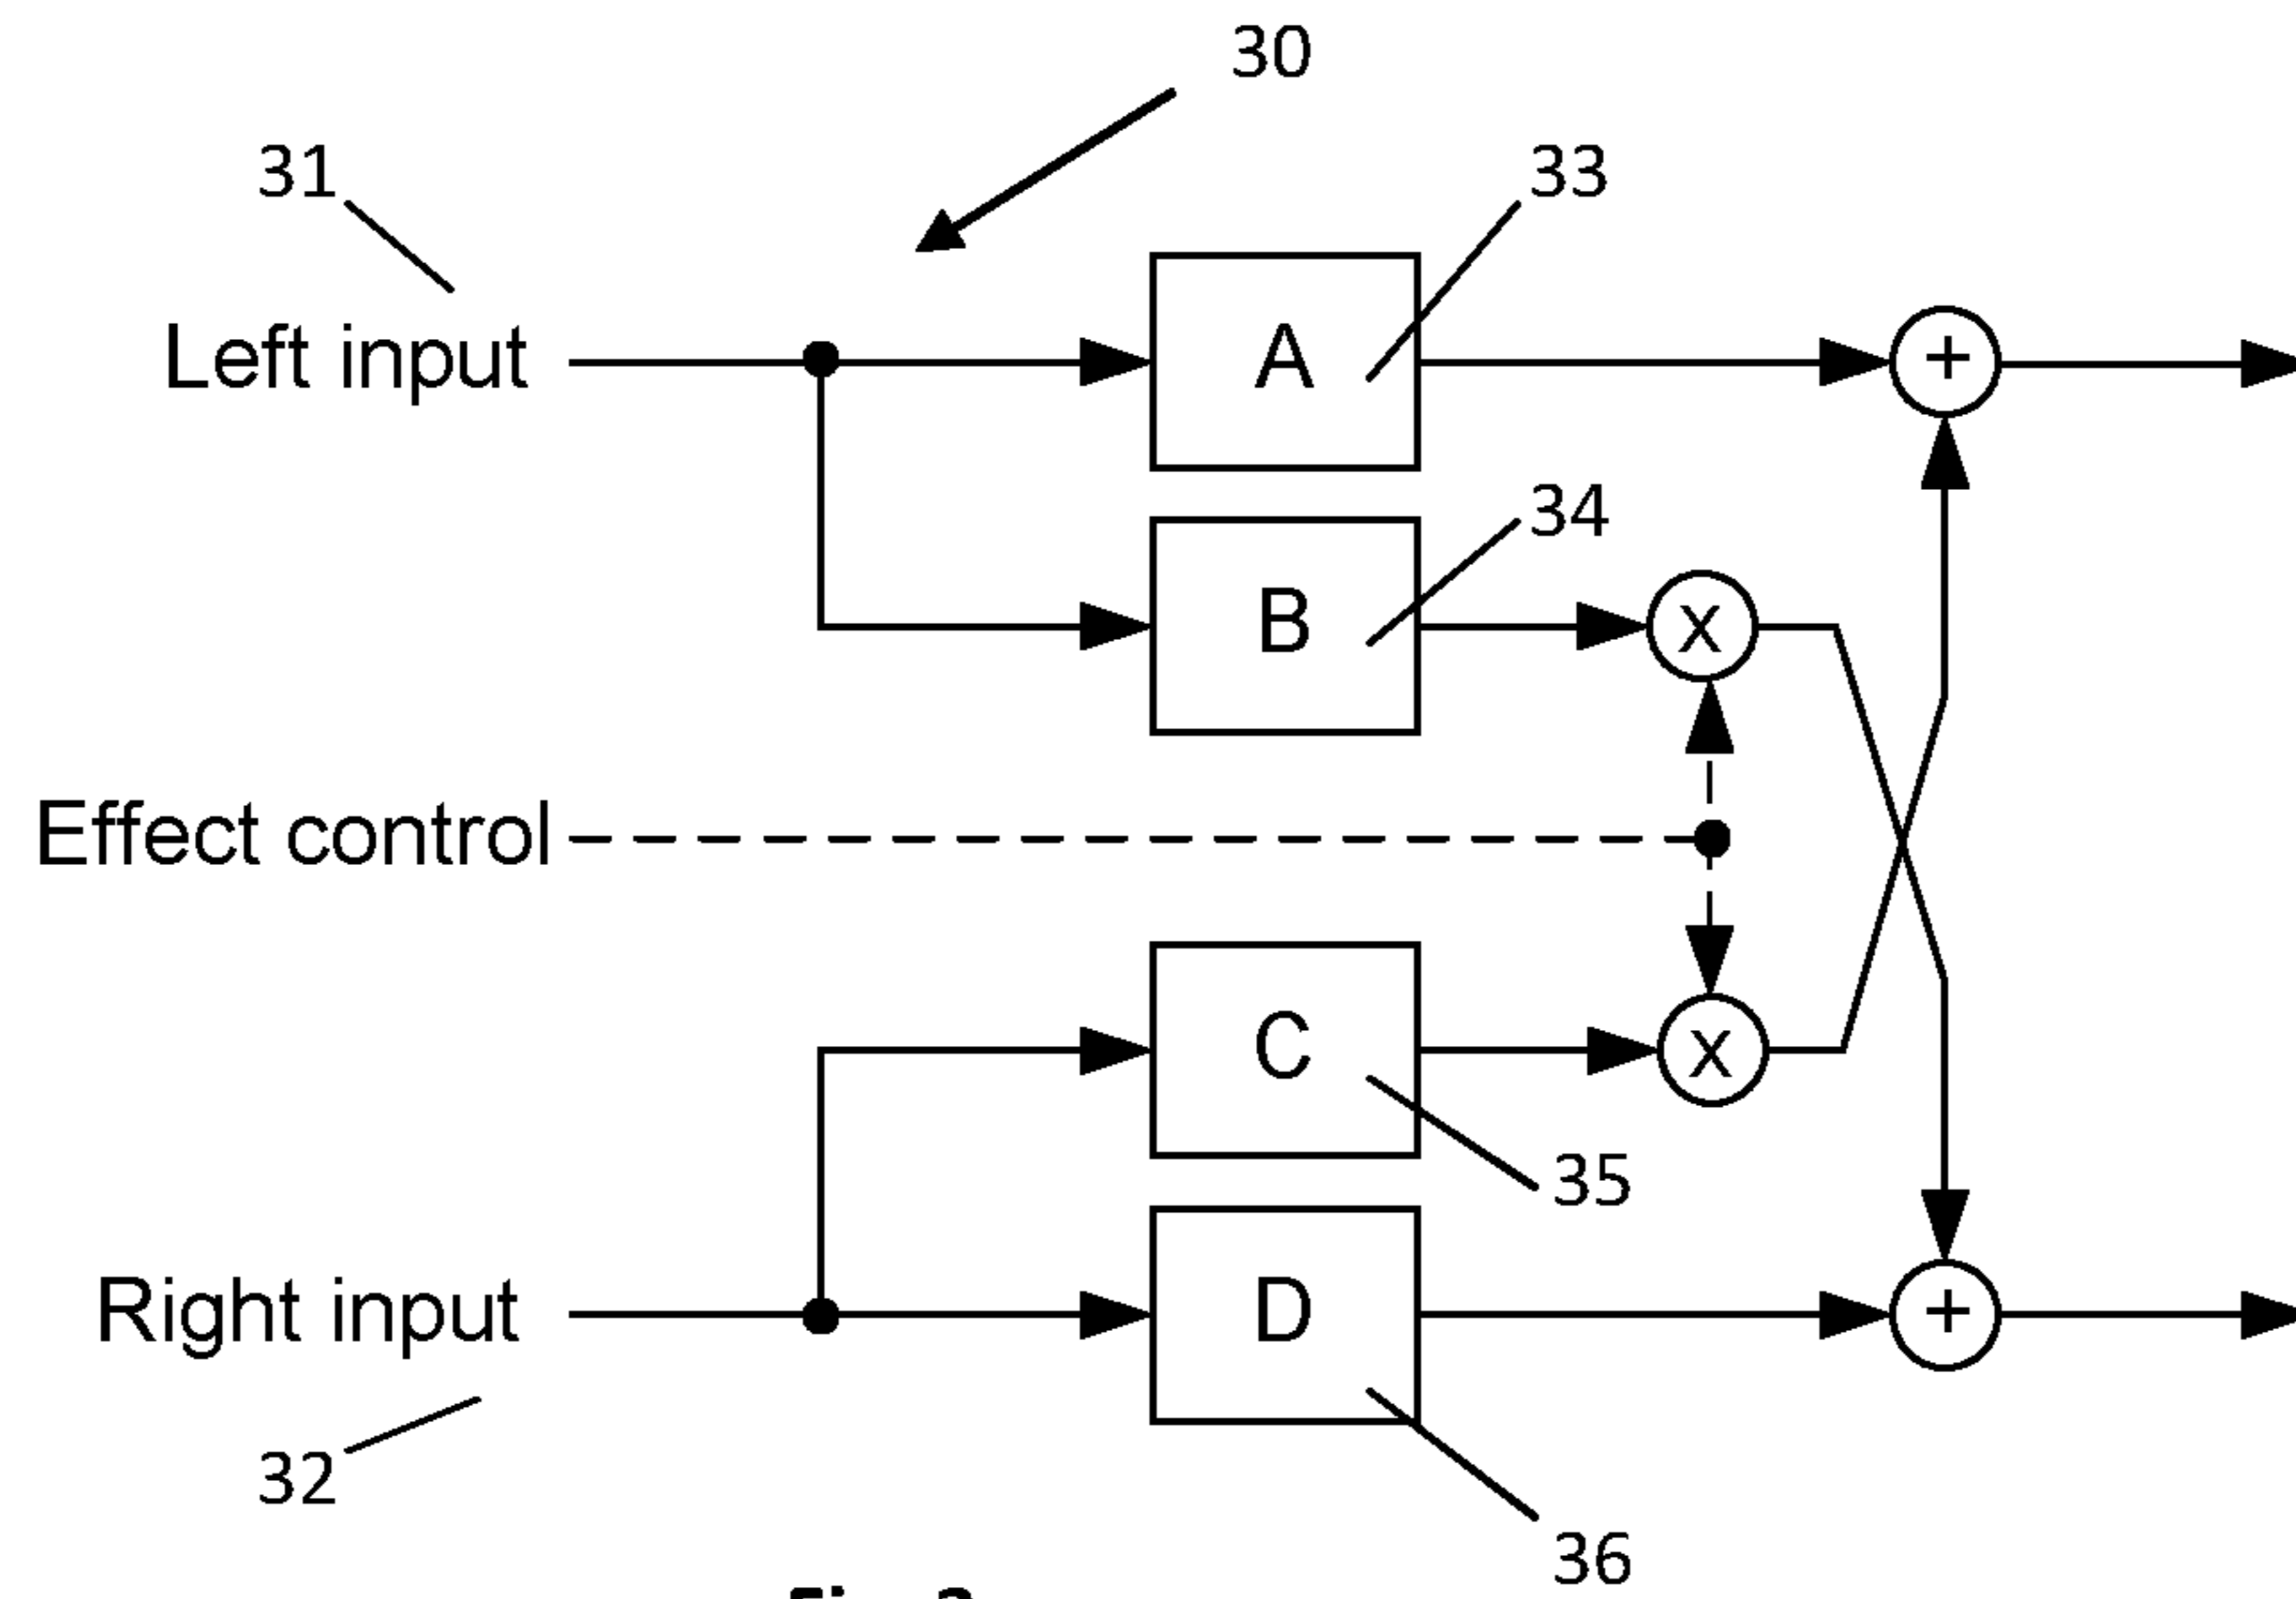 30
31
33
Left input
A
+
34
B
x
Effect control
C
x
35
Right input
D
+
32
36